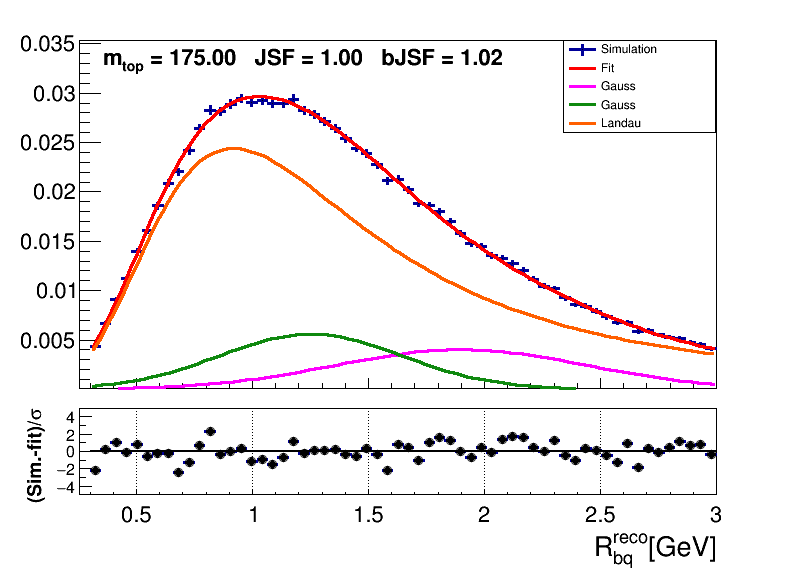 0.035
0.03
0.025
0.02
0.015
0.01
0.005
m_top = 175.00 JSF = 1.00 bJSF = 1.02
Simulation
Fit
Gauss
Gauss
Landau
(Sim.-fit)/σ
4
2
0
−2
−4
0.5 1 1.5 2 2.5 3
R_bq^reco[GeV]